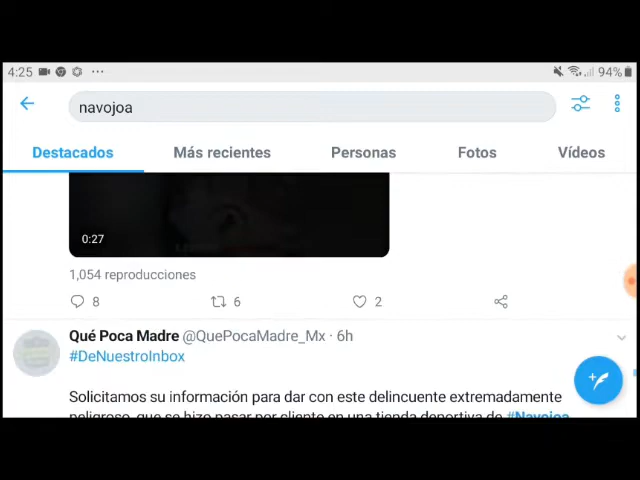 4:25 94%
navojoa
Destacados Más recientes Personas Fotos Vídeos
0:27
1,054 reproducciones
8 6 2
Qué Poca Madre @QuePocaMadre_Mx · 6h
#DeNuestroInbox
Solicitamos su información para dar con este delincuente extremadamente
peligroso, que se hizo pasar por cliente en una tienda deportiva de #Navojoa